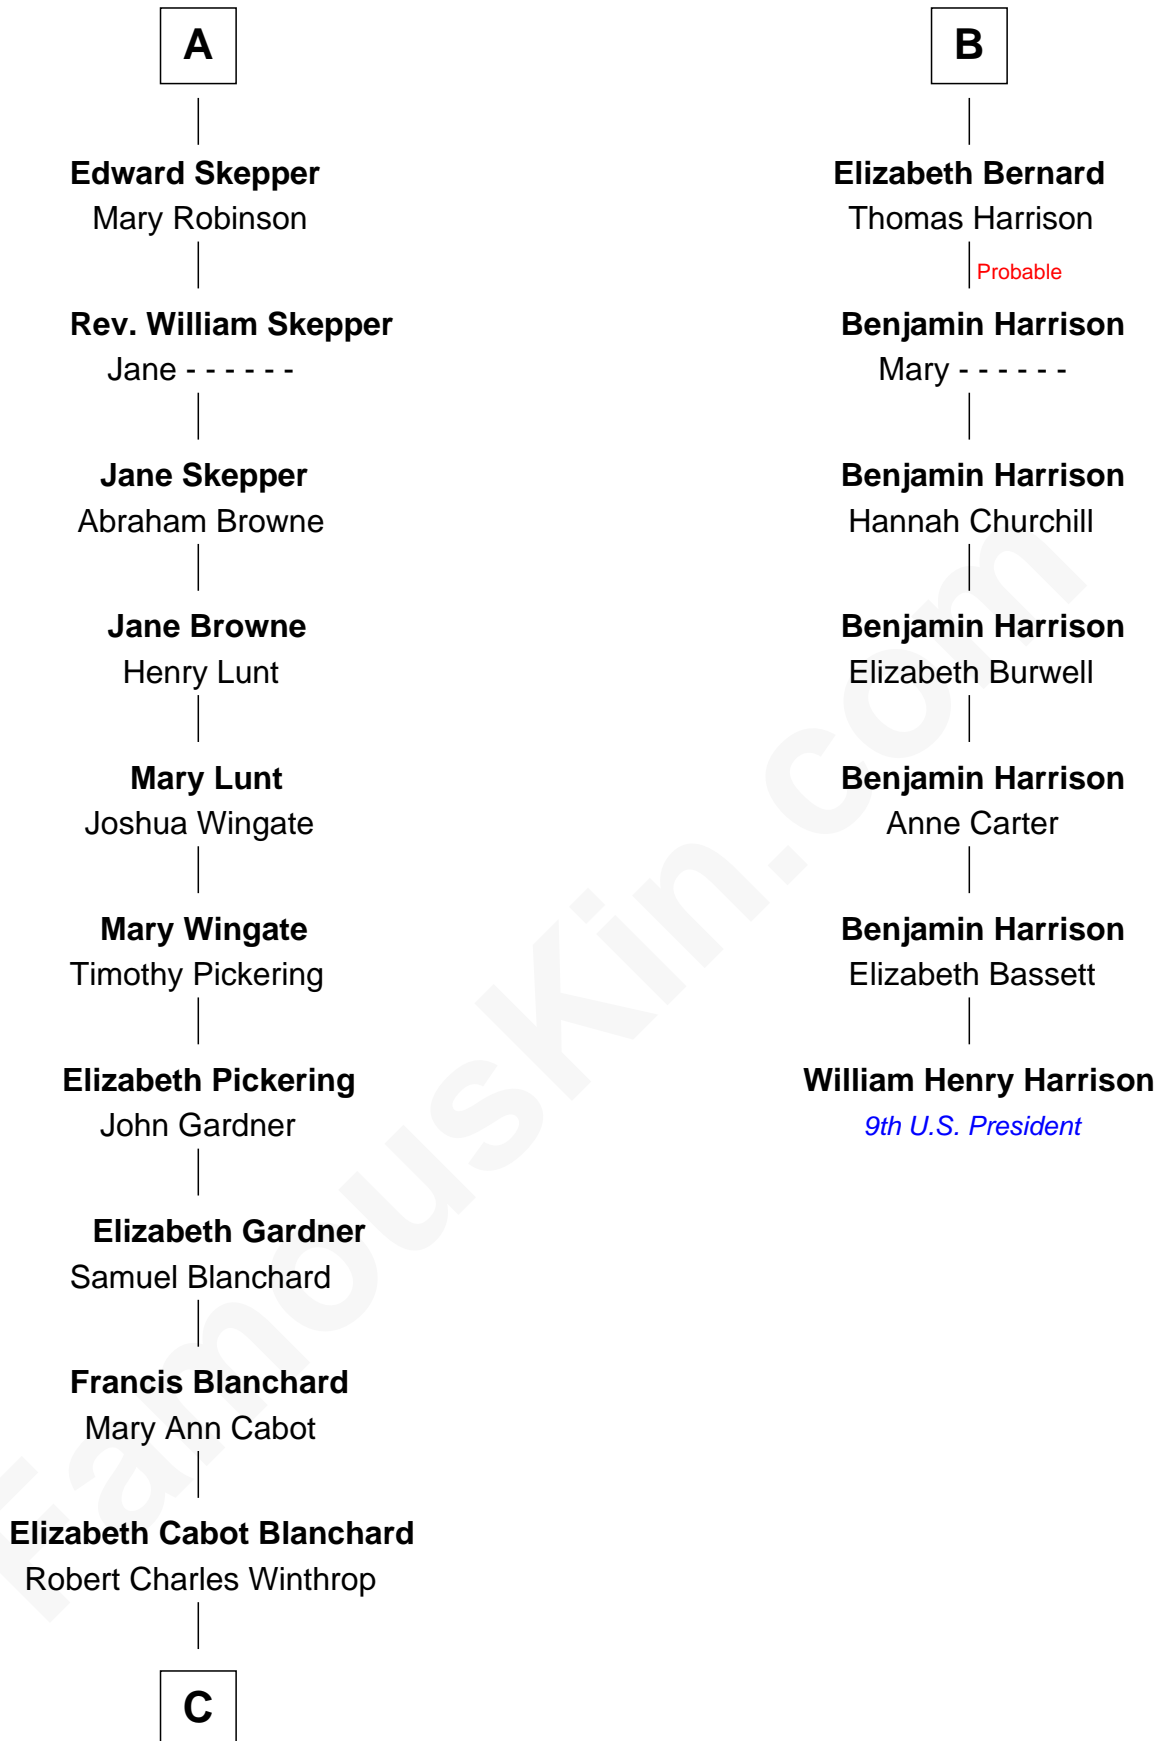 A
Edward Skepper
Mary Robinson
Rev. William Skepper
Jane - - - - - -
Jane Skepper
Abraham Browne
Jane Browne
Henry Lunt
Mary Lunt
Joshua Wingate
Mary Wingate
Timothy Pickering
Elizabeth Pickering
John Gardner
Elizabeth Gardner
Samuel Blanchard
Francis Blanchard
Mary Ann Cabot
Elizabeth Cabot Blanchard
Robert Charles Winthrop
C
B
Elizabeth Bernard
Thomas Harrison
Probable
Benjamin Harrison
Mary - - - - - -
Benjamin Harrison
Hannah Churchill
Benjamin Harrison
Elizabeth Burwell
Benjamin Harrison
Anne Carter
Benjamin Harrison
Elizabeth Bassett
William Henry Harrison
9th U.S. President
FamousKin.com